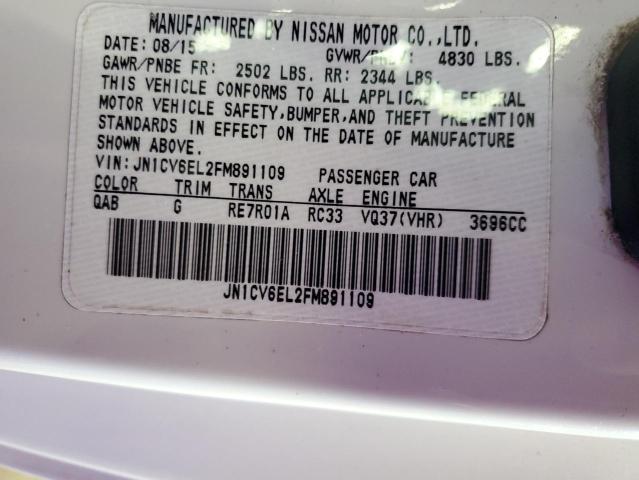 MANUFACTURED BY NISSAN MOTOR CO.,LTD.
DATE: 08/15 GVWR/PNBV: 4830 LBS.
GAWR/PNBE FR: 2502 LBS. RR: 2344 LBS.
THIS VEHICLE CONFORMS TO ALL APPLICABLE FEDERAL
MOTOR VEHICLE SAFETY,BUMPER,AND THEFT PREVENTION
STANDARDS IN EFFECT ON THE DATE OF MANUFACTURE
SHOWN ABOVE.
VIN:JN1CV6EL2FM891109 PASSENGER CAR
COLOR TRIM TRANS AXLE ENGINE
QAB G RE7R01A RC33 VQ37(VHR) 3696CC
JN1CV6EL2FM891109